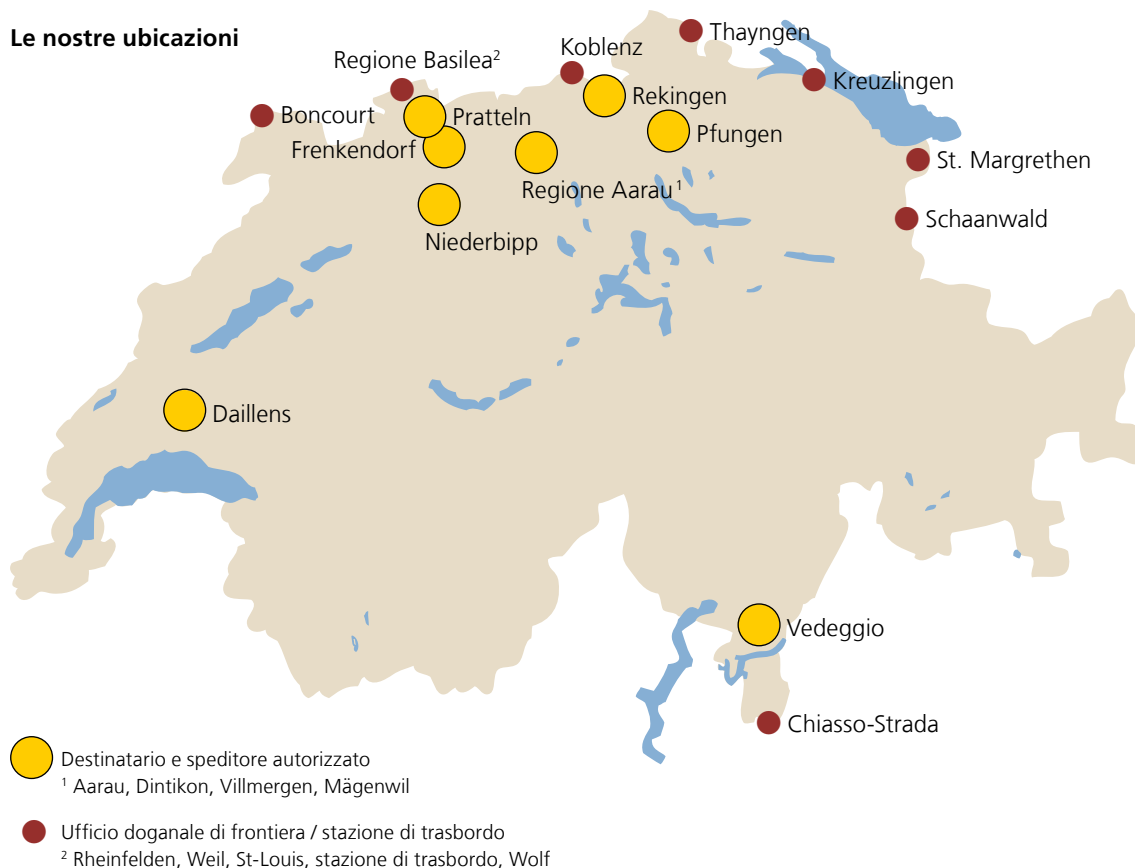 Le nostre ubicazioni
Thayngen
Koblenz
Regione Basilea²
Kreuzlingen
Rekingen
Boncourt
Pratteln
Pfungen
Frenkendorf
St. Margrethen
Regione Aarau¹
Schaanwald
Niederbipp
Daillens
Vedeggio
Chiasso-Strada
Destinatario e speditore autorizzato
¹ Aarau, Dintikon, Villmergen, Mägenwil
Ufficio doganale di frontiera / stazione di trasbordo
² Rheinfelden, Weil, St-Louis, stazione di trasbordo, Wolf